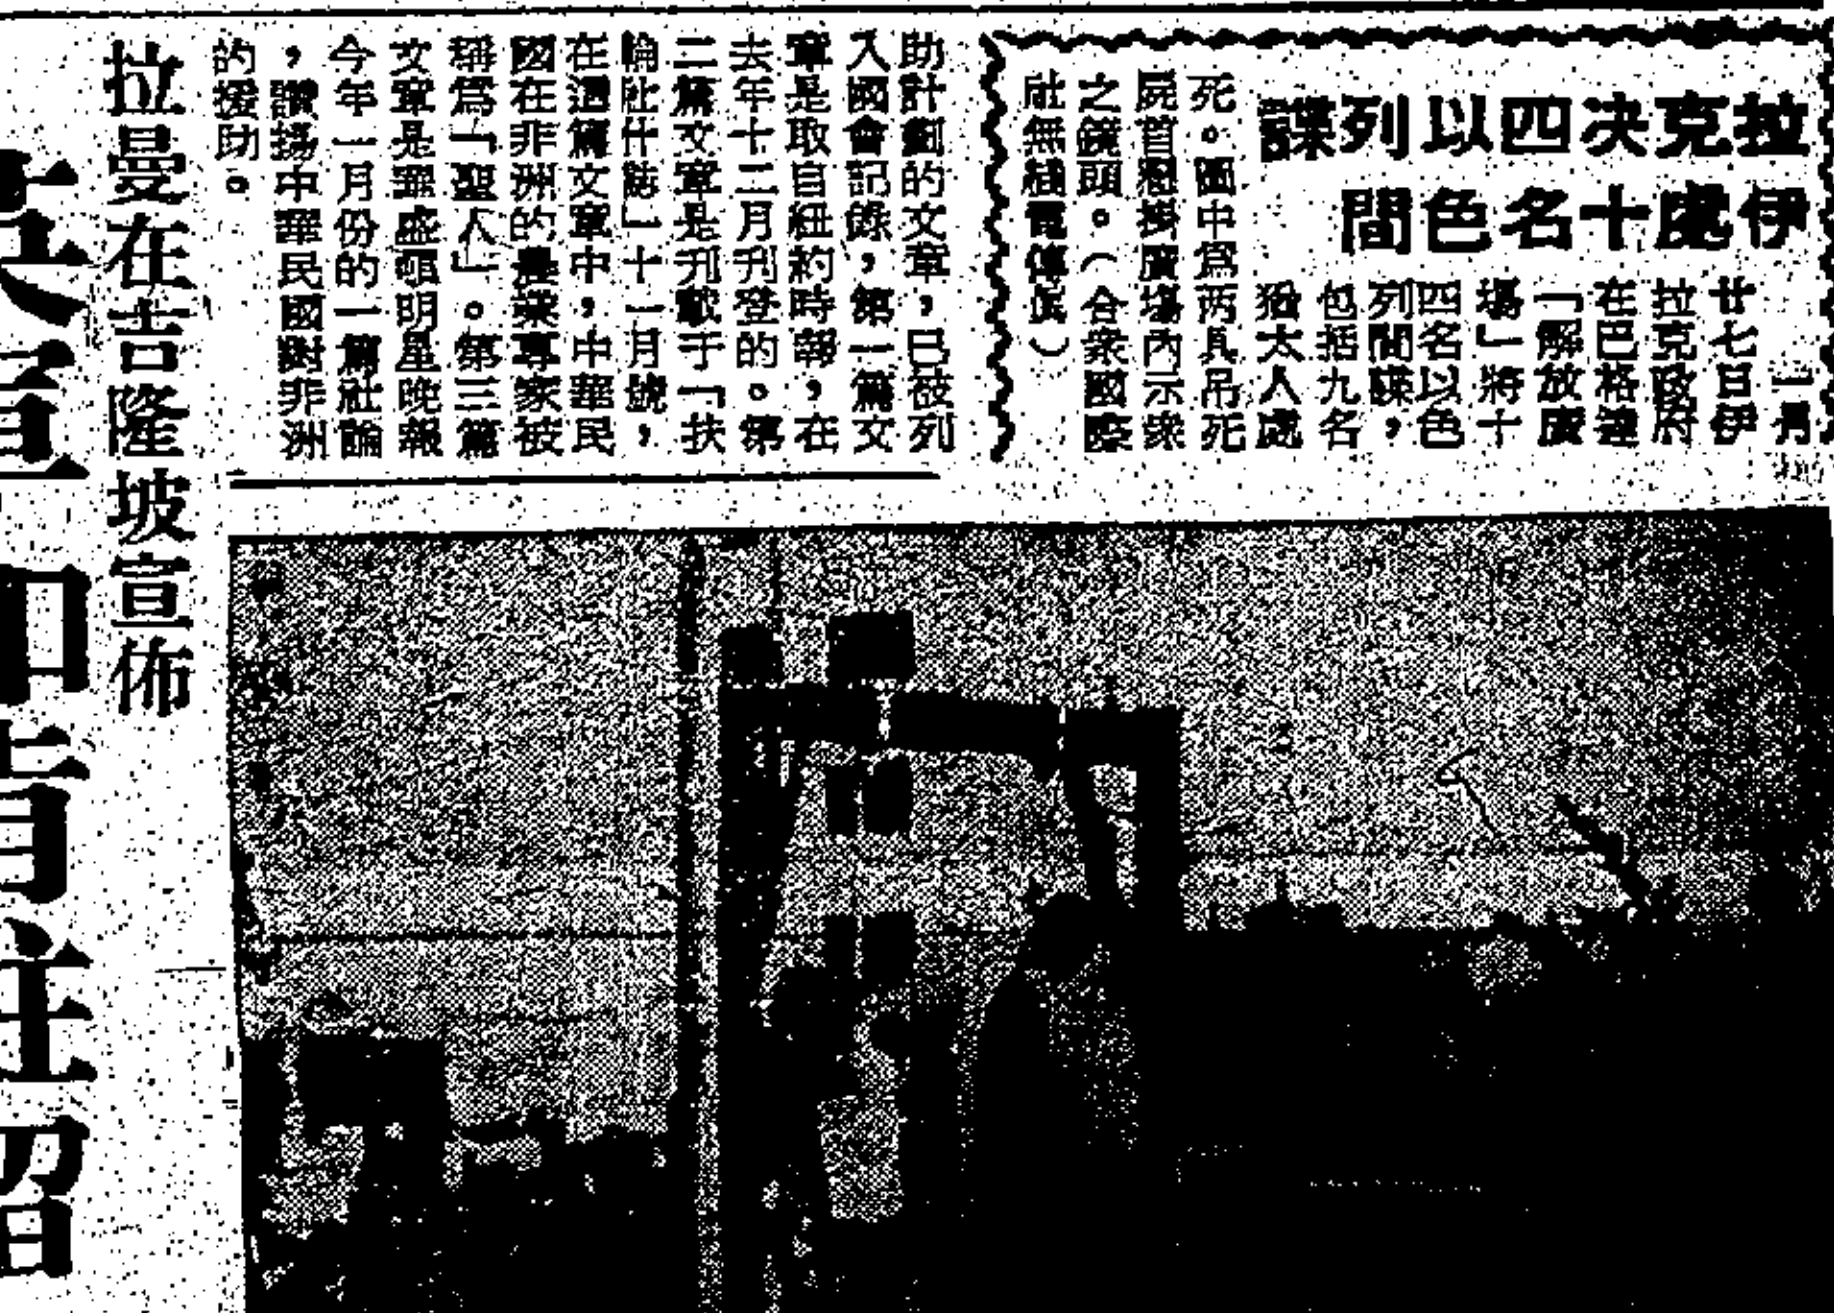 伊拉克處决十四名以色列間諜
一月
廿七日伊
拉克政府
在巴格達
「解放廣
塲」將十
四名以色
列間諜，
包括九名
猶太人處
死。圖中爲两具吊死
屍首懸掛廣塲內示衆
之鏡頭。（合衆國際
社無綫電傳眞）
助計劃的文章，已被列
入國會記錄，第一篇文
章是取自紐約時報，在
去年十二月刋登的。第
二篇文章是刋載于「扶
輪社什誌」十一月號，
在這篇文章中，中華民
國在非洲的農業專家被
稱爲「聖人」。第三篇
文章是華盛頓明星晚報
今年一月份的一篇社論
，讚揚中華民國對非洲
的援助。
拉曼在吉隆坡宣佈